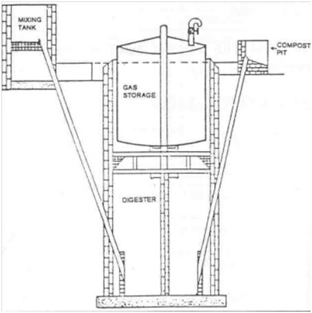 MIXING
TANK
COMPOST
PIT
GAS
STORAGE
DIGESTER